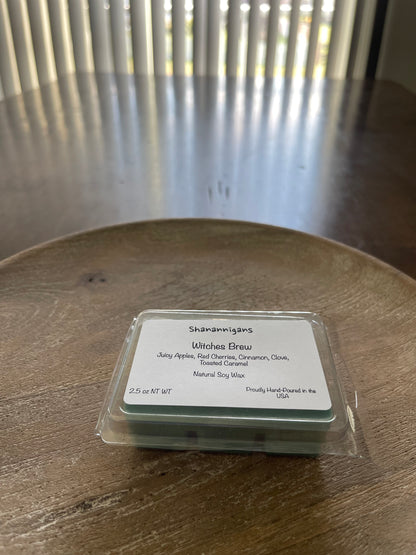 Shanannigans
Witches Brew
Juicy Apples, Red Cherries, Cinnamon, Clove,
Toasted Caramel
Natural Soy Wax
2.5 oz NT WT
Proudly Hand-Poured in the
USA